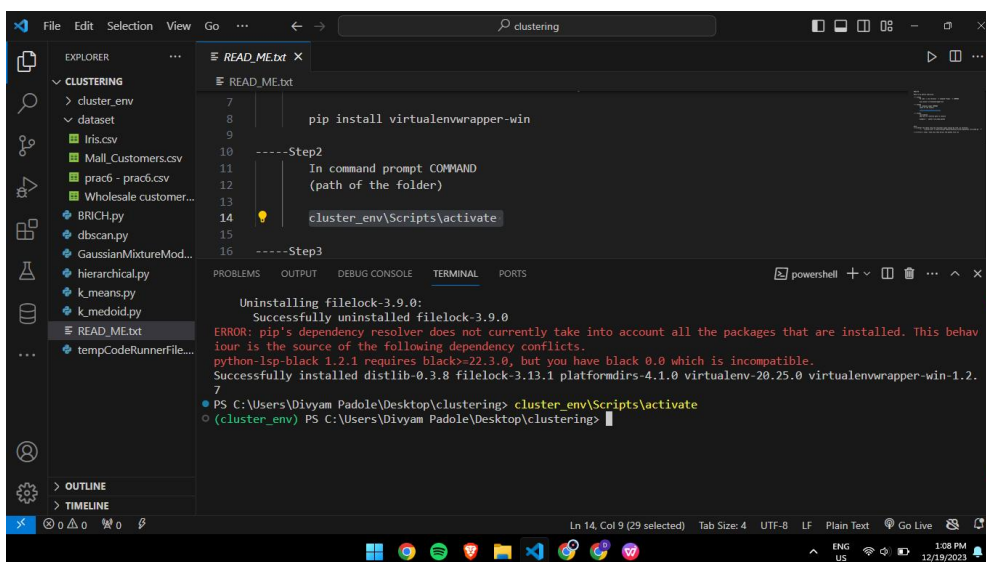 File Edit Selection View Go ···
clustering
EXPLORER ···
CLUSTERING
cluster_env
dataset
Iris.csv
Mall_Customers.csv
prac6 - prac6.csv
Wholesale customer...
BRICH.py
dbscan.py
GaussianMixtureMod...
hierarchical.py
k_means.py
k_medoid.py
READ_ME.txt
tempCodeRunnerFile....
OUTLINE
TIMELINE
READ_ME.txt
READ_ME.txt
7
8 pip install virtualenvwrapper-win
9
10 -----Step2
11 In command prompt COMMAND
12 (path of the folder)
13
14 cluster_env\Scripts\activate
15
16 -----Step3
PROBLEMS OUTPUT DEBUG CONSOLE TERMINAL PORTS
powershell
Uninstalling filelock-3.9.0:
Successfully uninstalled filelock-3.9.0
ERROR: pip's dependency resolver does not currently take into account all the packages that are installed. This behav
iour is the source of the following dependency conflicts.
python-lsp-black 1.2.1 requires black>=22.3.0, but you have black 0.0 which is incompatible.
Successfully installed distlib-0.3.8 filelock-3.13.1 platformdirs-4.1.0 virtualenv-20.25.0 virtualenvwrapper-win-1.2.
7
PS C:\Users\Divyam Padole\Desktop\clustering> cluster_env\Scripts\activate
(cluster_env) PS C:\Users\Divyam Padole\Desktop\clustering>
0 0 0
Ln 14, Col 9 (29 selected) Tab Size: 4 UTF-8 LF Plain Text Go Live
ENG
US
1:08 PM
12/19/2023